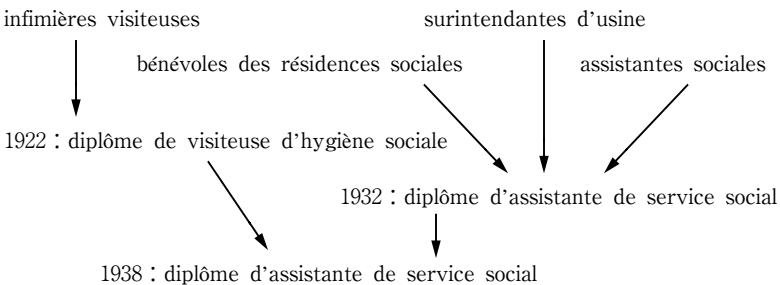 infimières visiteuses
surintendantes d'usine
bénévoles des résidences sociales
assistantes sociales
1922：diplôme de visiteuse d'hygiène sociale
1932：diplôme d'assistante de service social
1938：diplôme d'assistante de service social